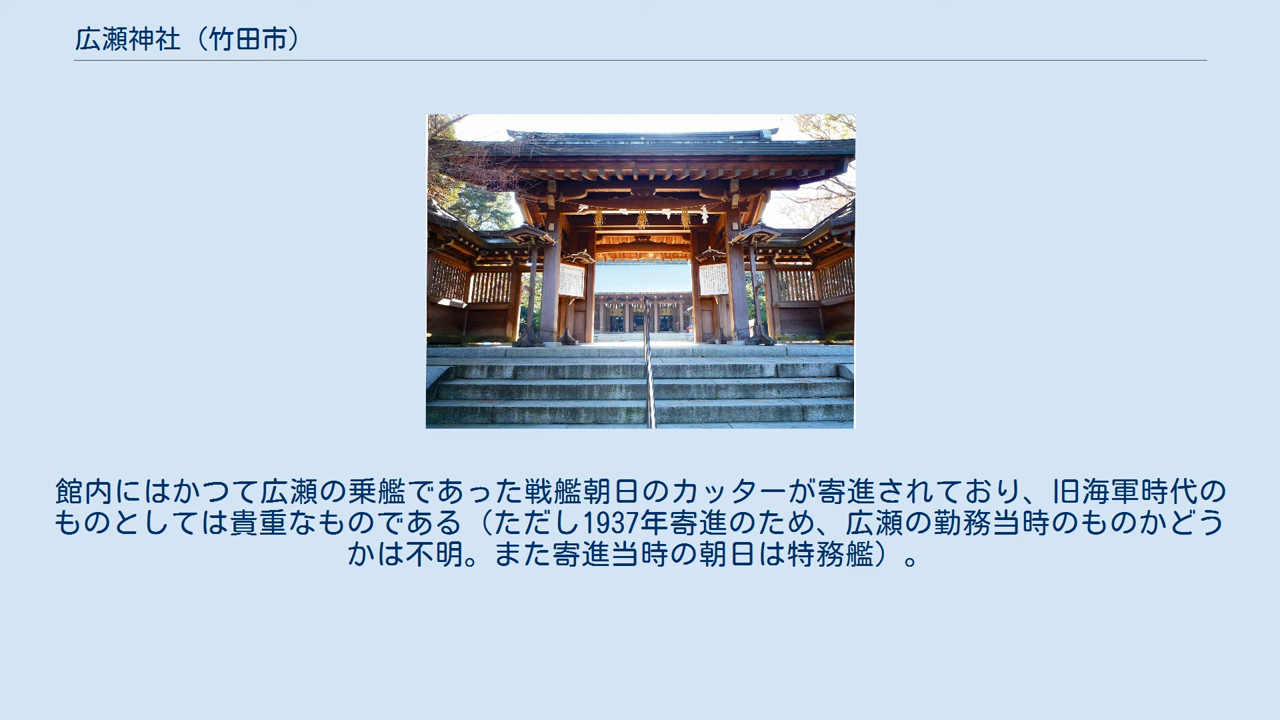 広瀬神社（竹田市）
館内にはかつて広瀬の乗艦であった戦艦朝日のカッターが寄進されており、旧海軍時代の
ものとしては貴重なものである（ただし1937年寄進のため、広瀬の勤務当時のものかどう
かは不明。また寄進当時の朝日は特務艦）。